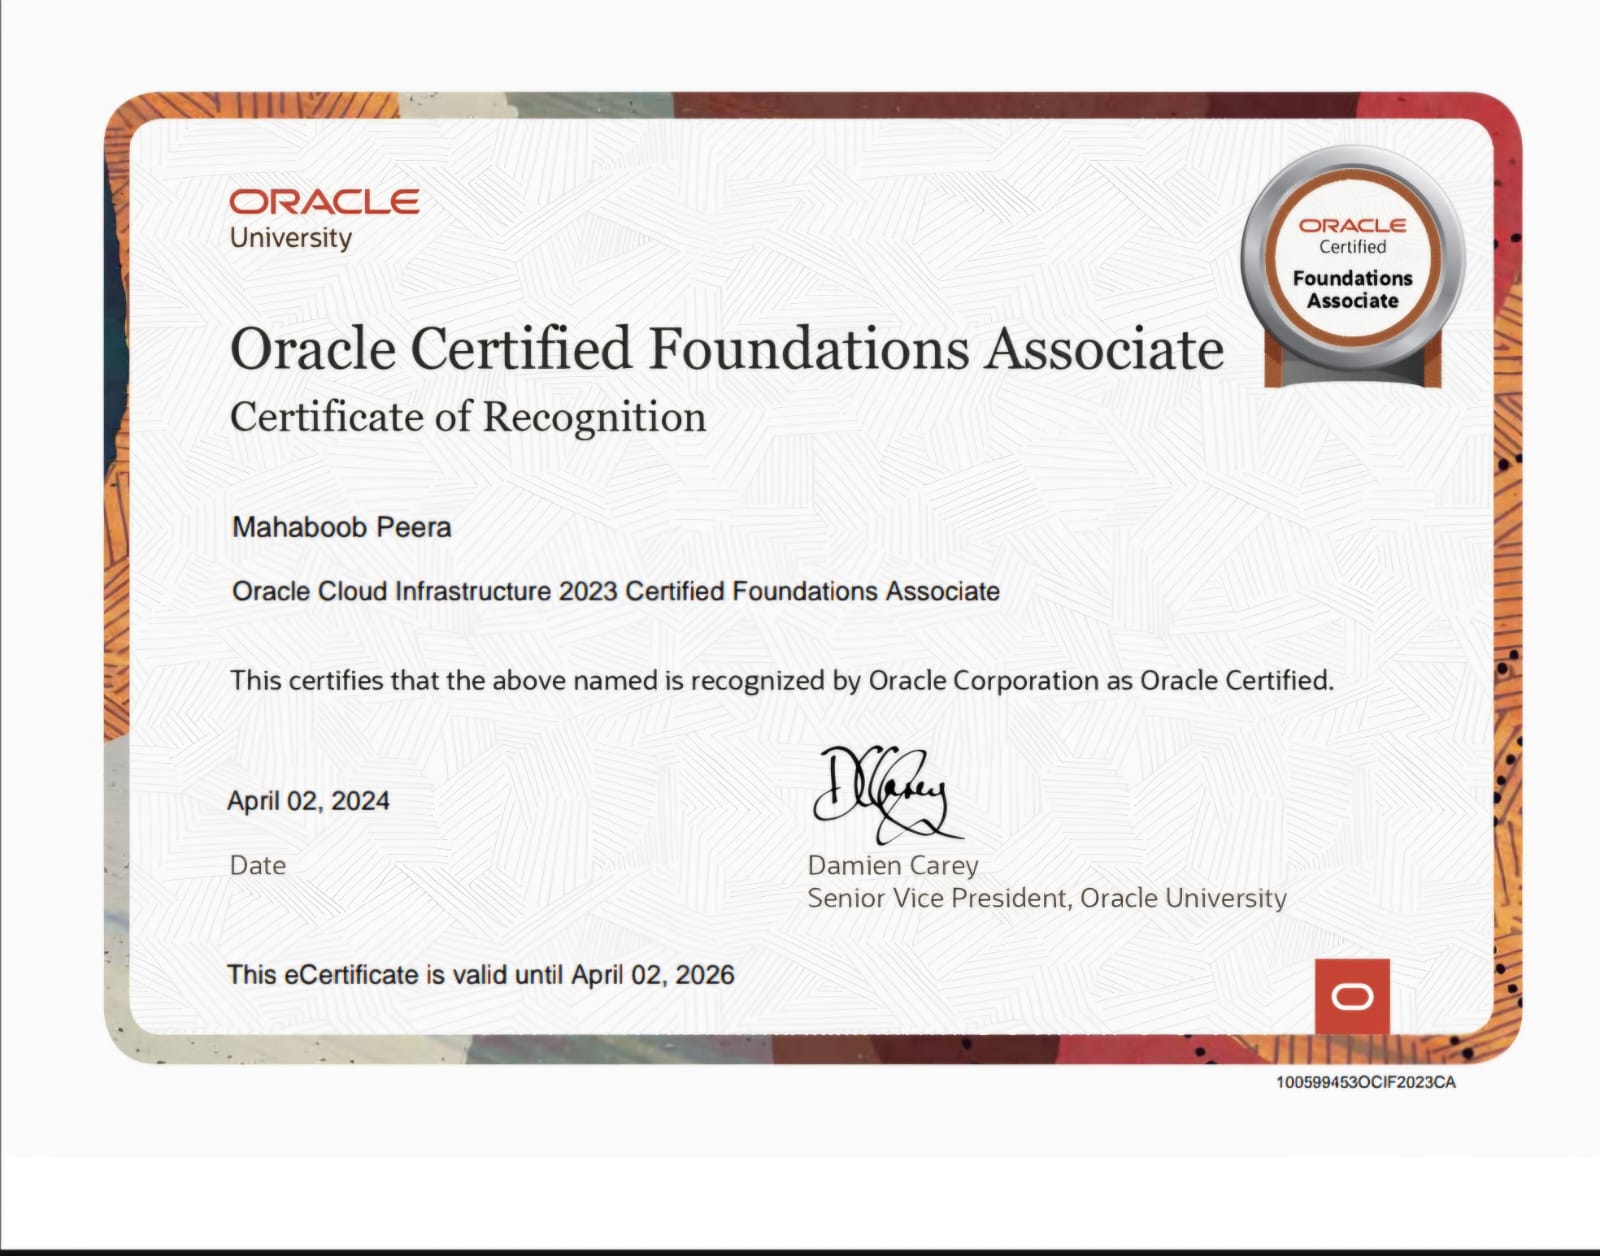 ORACLE
University
ORACLE
Certified
Foundations
Associate
Oracle Certified Foundations Associate
Certificate of Recognition
Mahaboob Peera
Oracle Cloud Infrastructure 2023 Certified Foundations Associate
This certifies that the above named is recognized by Oracle Corporation as Oracle Certified.
DCarey
April 02, 2024
Date
Damien Carey
Senior Vice President, Oracle University
This eCertificate is valid until April 02, 2026
100599453OCIF2023CA